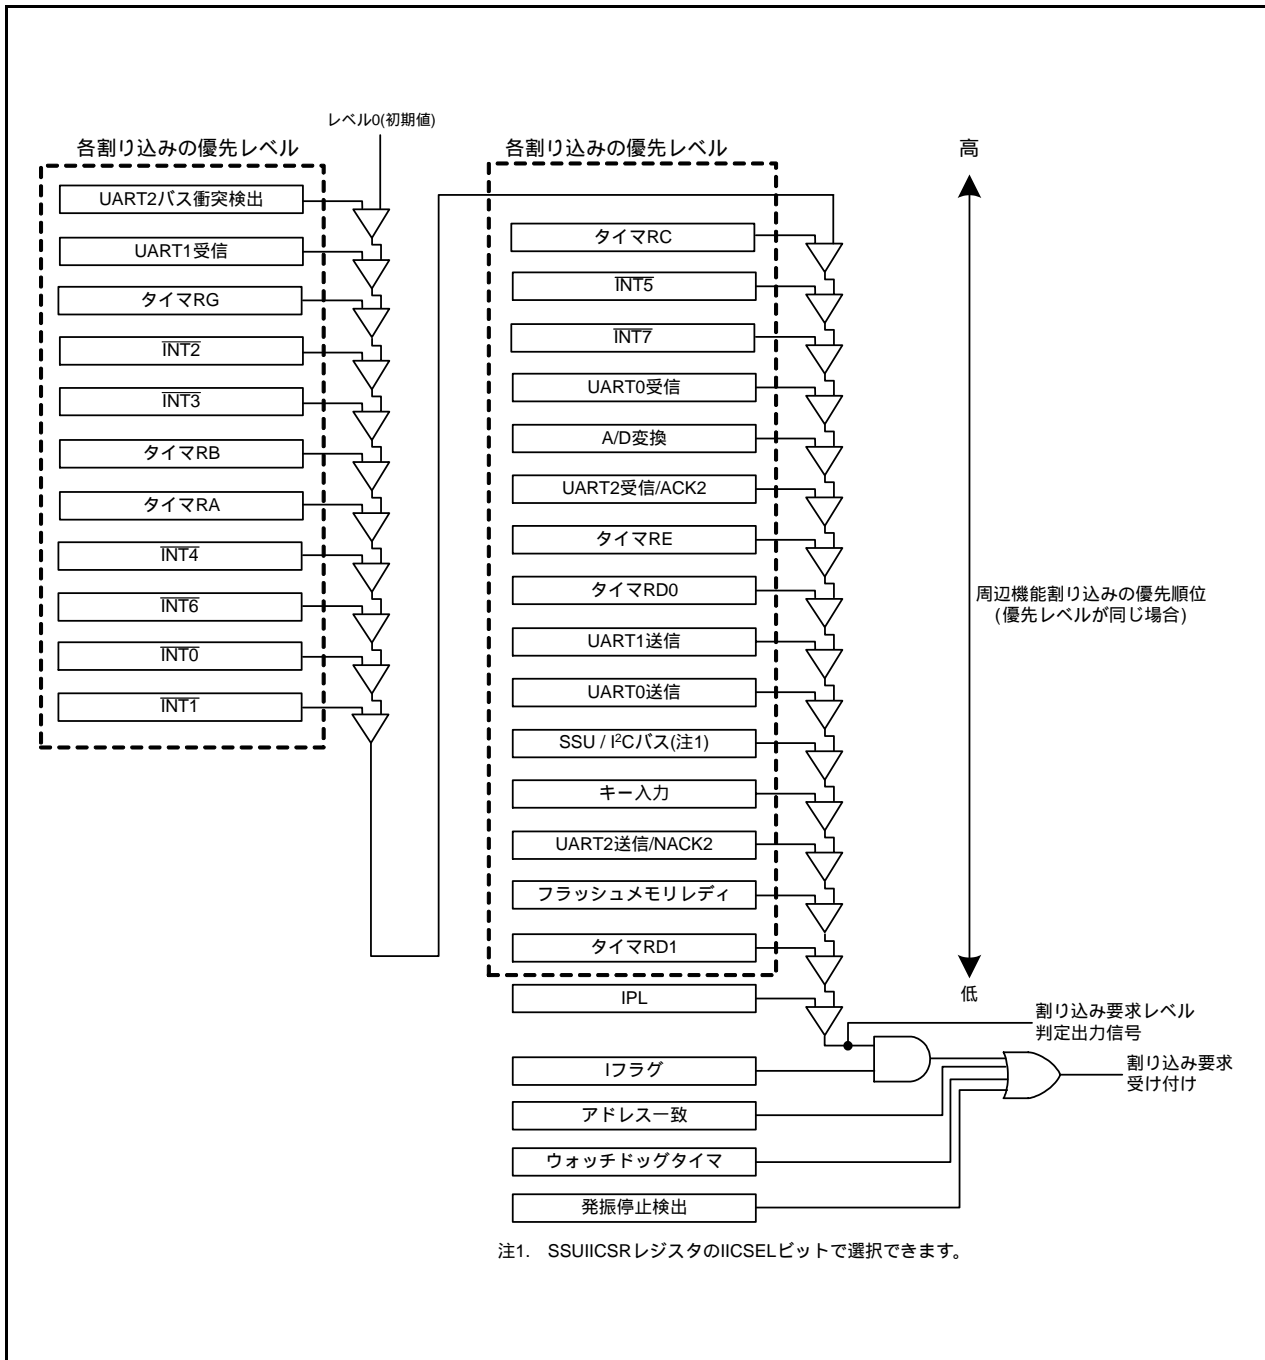 レベル0(初期値)
各割り込みの優先レベル
UART2バス衝突検出
UART1受信
タイマRG
INT2
INT3
タイマRB
タイマRA
INT4
INT6
INT0
INT1
各割り込みの優先レベル
タイマRC
INT5
INT7
UART0受信
A/D変換
UART2受信/ACK2
タイマRE
タイマRD0
UART1送信
UART0送信
SSU / I²Cバス(注1)
キー入力
UART2送信/NACK2
フラッシュメモリレディ
タイマRD1
IPL
Iフラグ
アドレス一致
ウォッチドッグタイマ
発振停止検出
高
周辺機能割り込みの優先順位
(優先レベルが同じ場合)
低
割り込み要求レベル
判定出力信号
割り込み要求
受け付け
注1. SSUIICSRレジスタのIICSELビットで選択できます。